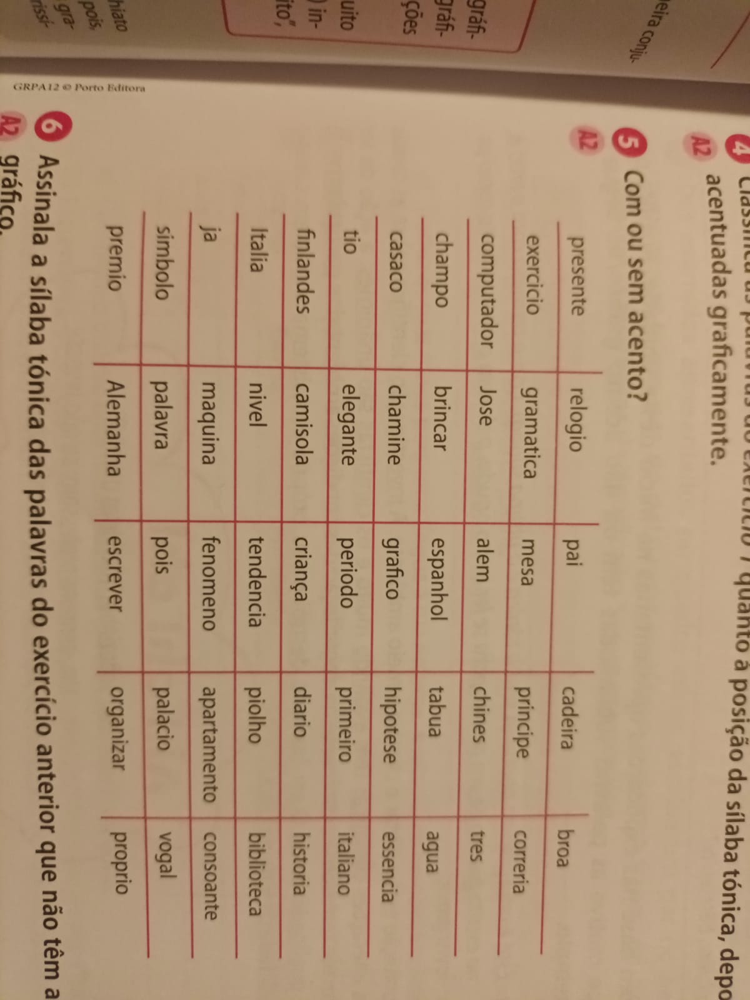 eira conju-
gráfi-
gráfi-
ções
uito
) in-
ito",
hiato
pois,
gra-
rissí-
4
A2 acentuadas graficamente.
quanto à posição da sílaba tónica, depo
5 Com ou sem acento?
A2
presente relogio pai cadeira broa
exercicio gramatica mesa principe correria
computador Jose alem chines tres
champo brincar espanhol tabua agua
casaco chamine grafico hipotese essencia
tio elegante periodo primeiro italiano
finlandes camisola criança diario historia
Italia nivel tendencia piolho biblioteca
ja maquina fenomeno apartamento consoante
simbolo palavra pois palacio vogal
premio Alemanha escrever organizar proprio
6 Assinala a sílaba tónica das palavras do exercício anterior que não têm a
A2 gráfico.
GRPA12 © Porto Editora